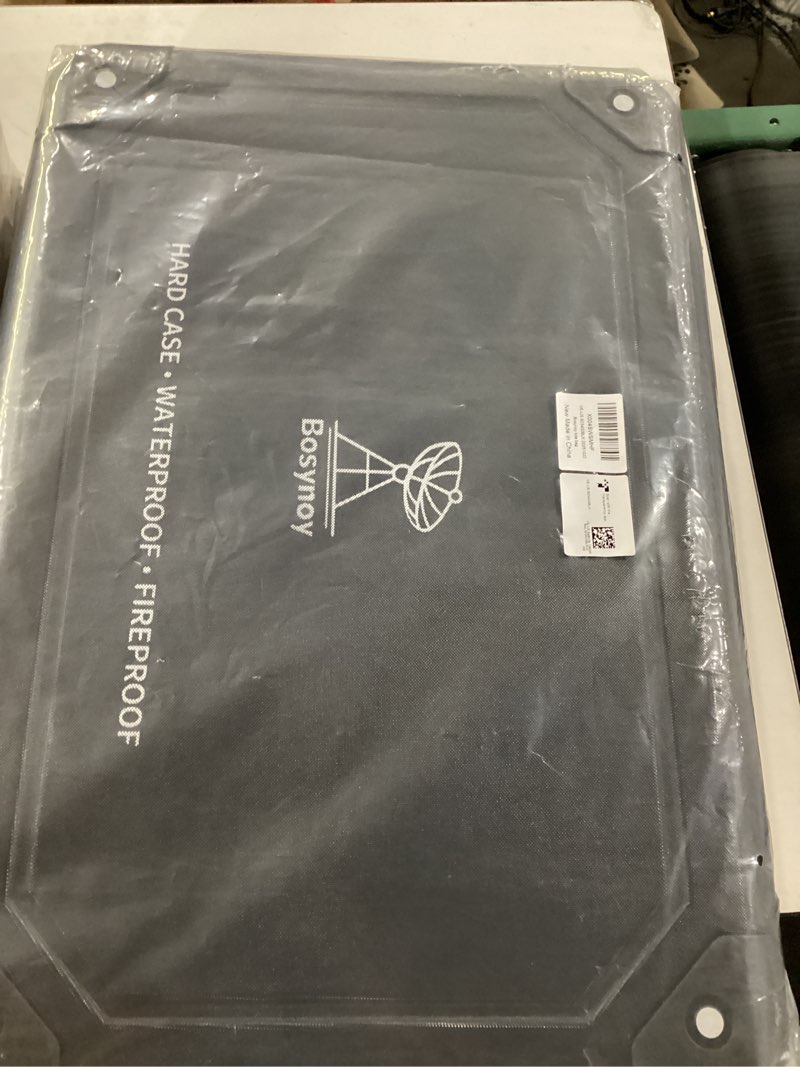 Bosynoy
HARD CASE • WATERPROOF • FIREPROOF
New Made in China